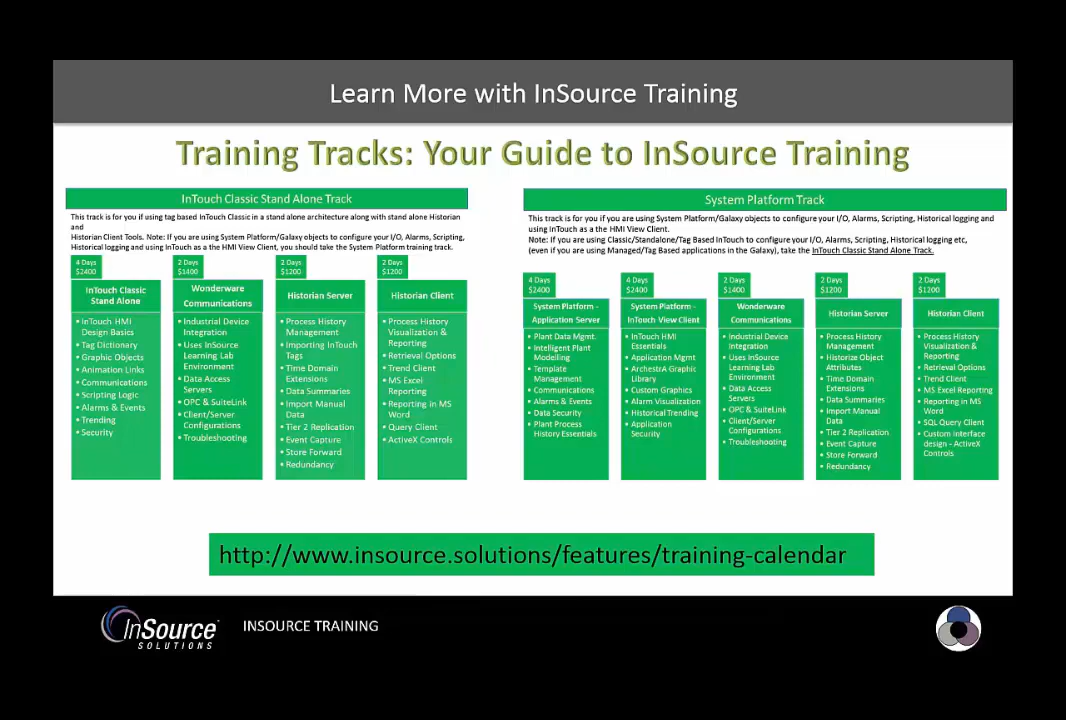 Learn More with InSource Training
Training Tracks: Your Guide to InSource Training
InTouch Classic Stand Alone Track
This track is for you if using tag based InTouch Classic in a stand alone architecture along with stand alone Historian
and
Historian Client Tools. Note: If you are using System Platform/Galaxy objects to configure your I/O, Alarms, Scripting,
Historical logging and using InTouch as a the HMI View Client, you should take the System Platform training track.
4 Days
$2400
InTouch Classic
Stand Alone
• InTouch HMI
Design Basics
• Tag Dictionary
• Graphic Objects
• Animation Links
• Communications
• Scripting Logic
• Alarms & Events
• Trending
• Security
2 Days
$1400
Wonderware
Communications
• Industrial Device
Integration
• Uses InSource
Learning Lab
Environment
• Data Access
Servers
• OPC & SuiteLink
• Client/Server
Configurations
• Troubleshooting
2 Days
$1200
Historian Server
• Process History
Management
• Importing InTouch
Tags
• Time Domain
Extensions
• Data Summaries
• Import Manual
Data
• Tier 2 Replication
• Event Capture
• Store Forward
• Redundancy
2 Days
$1200
Historian Client
• Process History
Visualization &
Reporting
• Retrieval Options
• Trend Client
• MS Excel
Reporting
• Reporting in MS
Word
• Query Client
• ActiveX Controls
System Platform Track
This track is for you if you are using System Platform/Galaxy objects to configure your I/O, Alarms, Scripting, Historical logging and
using InTouch as a the HMI View Client.
Note: If you are using Classic/Standalone/Tag Based InTouch to configure your I/O, Alarms, Scripting, Historical logging etc,
(even if you are using Managed/Tag Based applications in the Galaxy), take the InTouch Classic Stand Alone Track.
4 Days
$2400
System Platform -
Application Server
• Plant Data Mgmt.
• Intelligent Plant
Modelling
• Template
Management
• Communications
• Alarms & Events
• Data Security
• Plant Process
History Essentials
4 Days
$2400
System Platform -
InTouch View Client
• InTouch HMI
Essentials
• Application Mgmt
• ArchestrA Graphic
Library
• Custom Graphics
• Alarm Visualization
• Historical Trending
• Application
Security
2 Days
$1400
Wonderware
Communications
• Industrial Device
Integration
• Uses InSource
Learning Lab
Environment
• Data Access
Servers
• OPC & SuiteLink
• Client/Server
Configurations
• Troubleshooting
2 Days
$1200
Historian Server
• Process History
Management
• Historize Object
Attributes
• Time Domain
Extensions
• Data Summaries
• Import Manual
Data
• Tier 2 Replication
• Event Capture
• Store Forward
• Redundancy
2 Days
$1200
Historian Client
• Process History
Visualization &
Reporting
• Retrieval Options
• Trend Client
• MS Excel Reporting
• Reporting in MS
Word
• SQL Query Client
• Custom interface
design - ActiveX
Controls
http://www.insource.solutions/features/training-calendar
InSource
SOLUTIONS
INSOURCE TRAINING